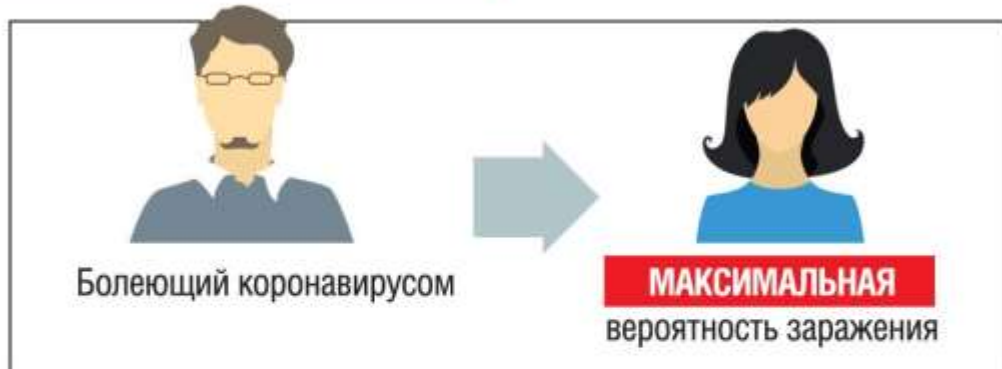 Болеющий коронавирусом
МАКСИМАЛЬНАЯ
вероятность заражения